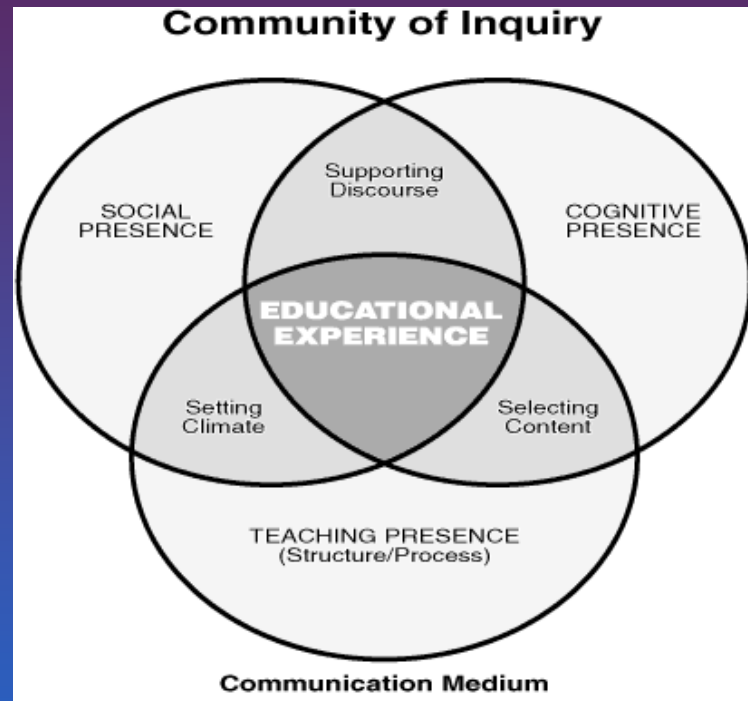 Community of Inquiry
Supporting
Discourse
SOCIAL
PRESENCE
COGNITIVE
PRESENCE
EDUCATIONAL
EXPERIENCE
Setting
Climate
Selecting
Content
TEACHING PRESENCE
(Structure/Process)
Communication Medium